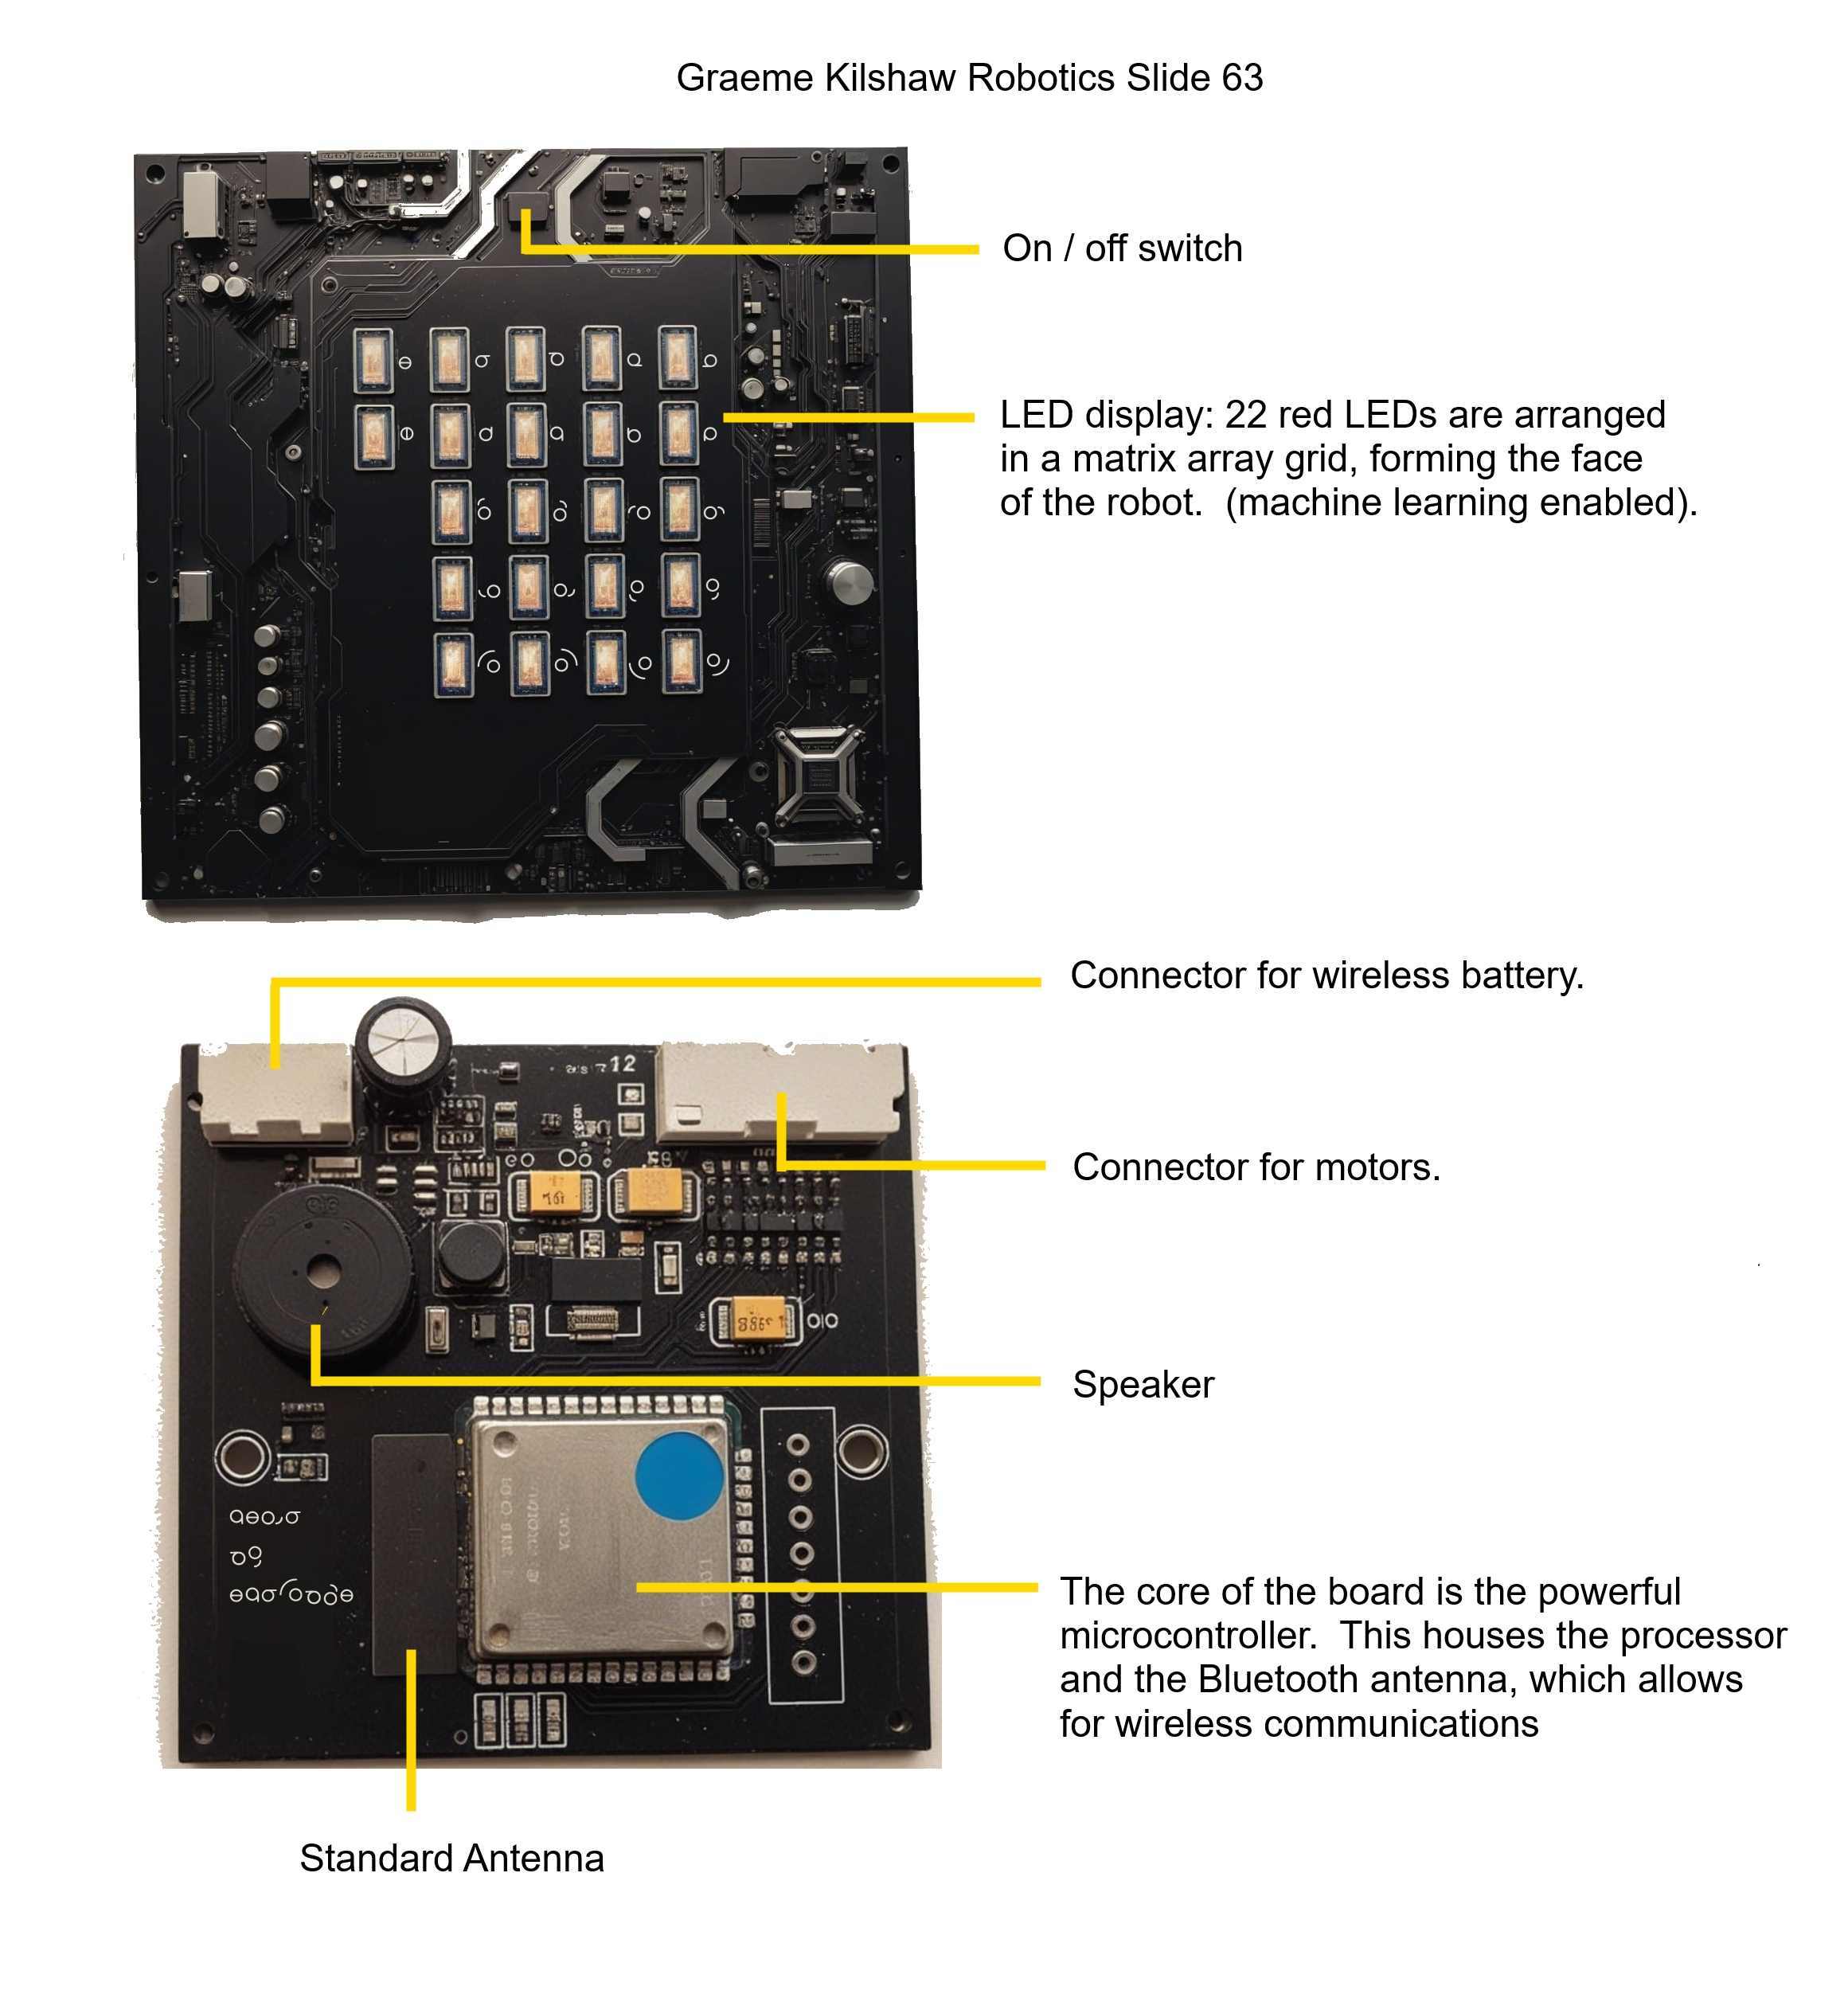 Graeme Kilshaw Robotics Slide 63
On / off switch
LED display: 22 red LEDs are arranged
in a matrix array grid, forming the face
of the robot.  (machine learning enabled).
Connector for wireless battery.
12
Connector for motors.
Speaker
The core of the board is the powerful
microcontroller.  This houses the processor
and the Bluetooth antenna, which allows
for wireless communications
Standard Antenna